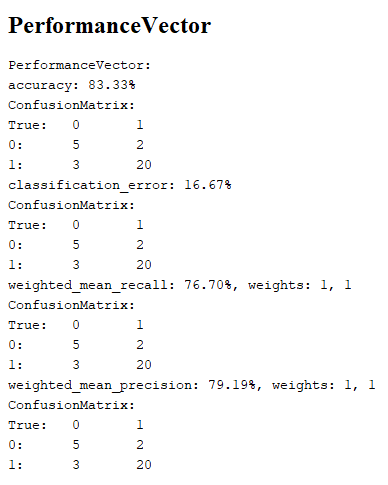 PerformanceVector
PerformanceVector:
accuracy: 83.33%
ConfusionMatrix:
True: 0 1
0: 5 2
1: 3 20
classification_error: 16.67%
ConfusionMatrix:
True: 0 1
0: 5 2
1: 3 20
weighted_mean_recall: 76.70%, weights: 1, 1
ConfusionMatrix:
True: 0 1
0: 5 2
1: 3 20
weighted_mean_precision: 79.19%, weights: 1, 1
ConfusionMatrix:
True: 0 1
0: 5 2
1: 3 20